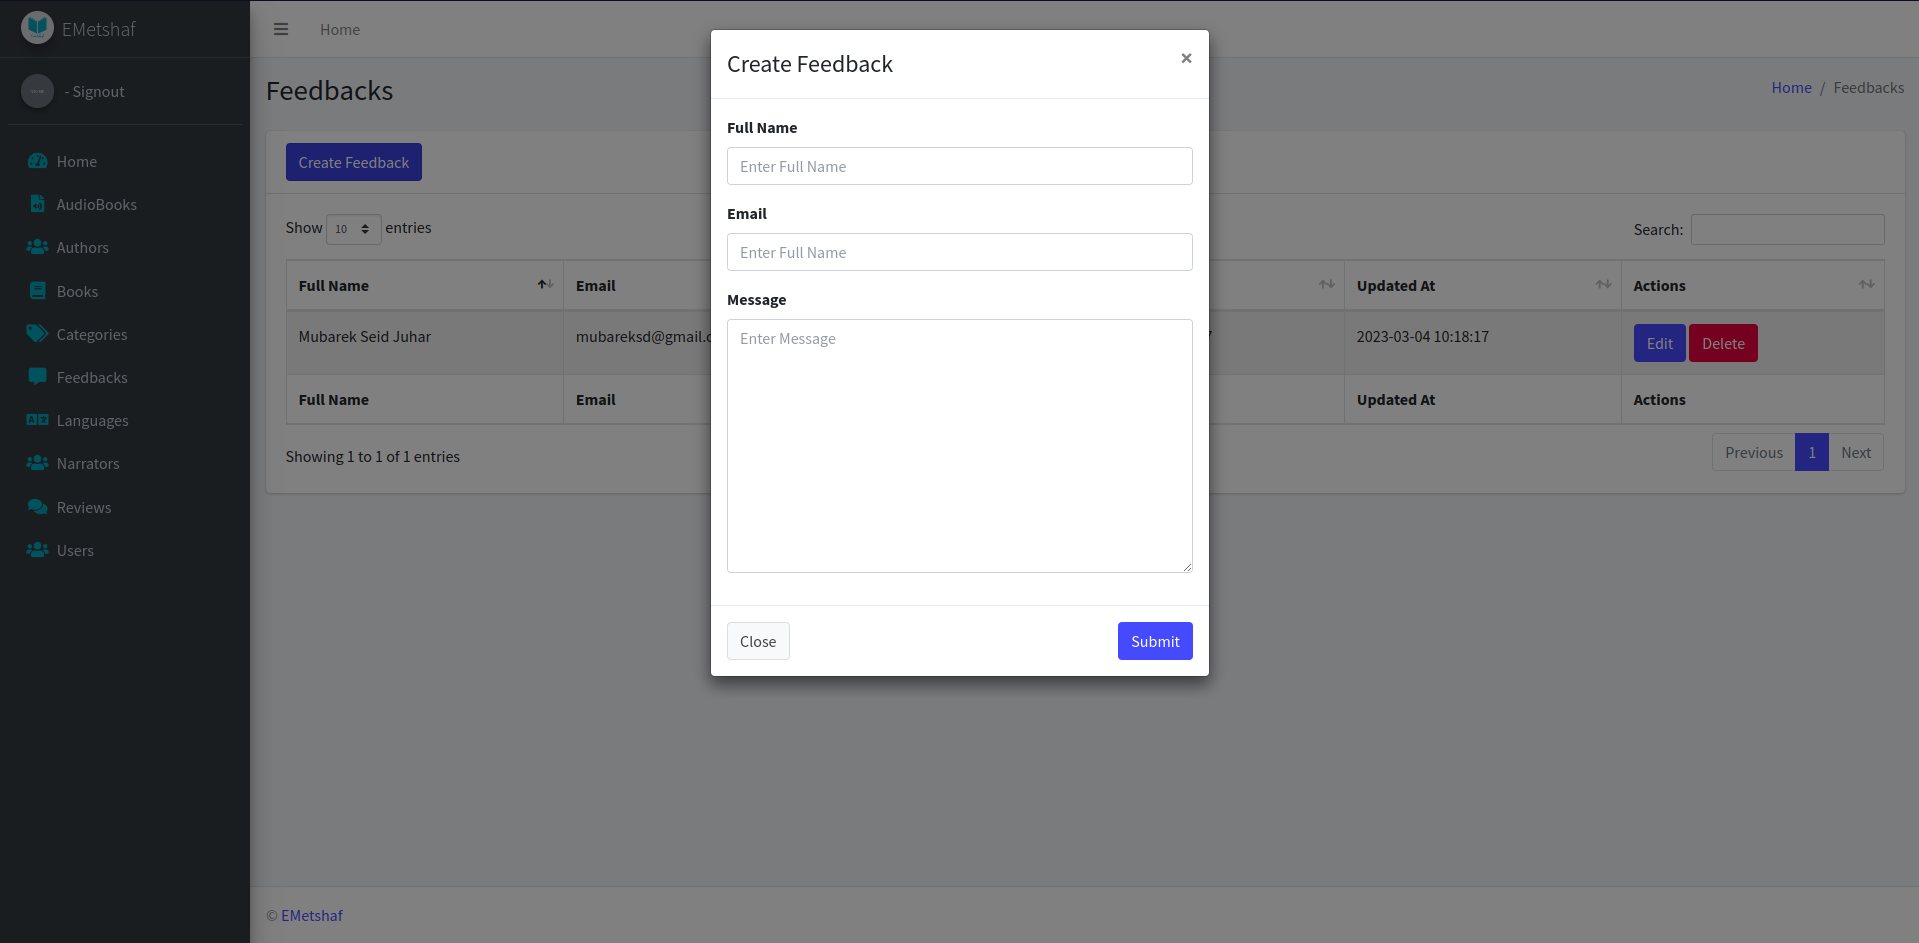 EMetshaf
- Signout
Home
AudioBooks
Authors
Books
Categories
Feedbacks
Languages
Narrators
Reviews
Users
Home
Feedbacks
Home / Feedbacks
Create Feedback
Show 10 entries
Search:
Full Name Email Updated At Actions
Mubarek Seid Juhar mubareksd@gmail. 2023-03-04 10:18:17 Edit Delete
Full Name Email Updated At Actions
Showing 1 to 1 of 1 entries
Previous 1 Next
Create Feedback ×
Full Name
Enter Full Name
Email
Enter Full Name
Message
Enter Message
Close Submit
© EMetshaf